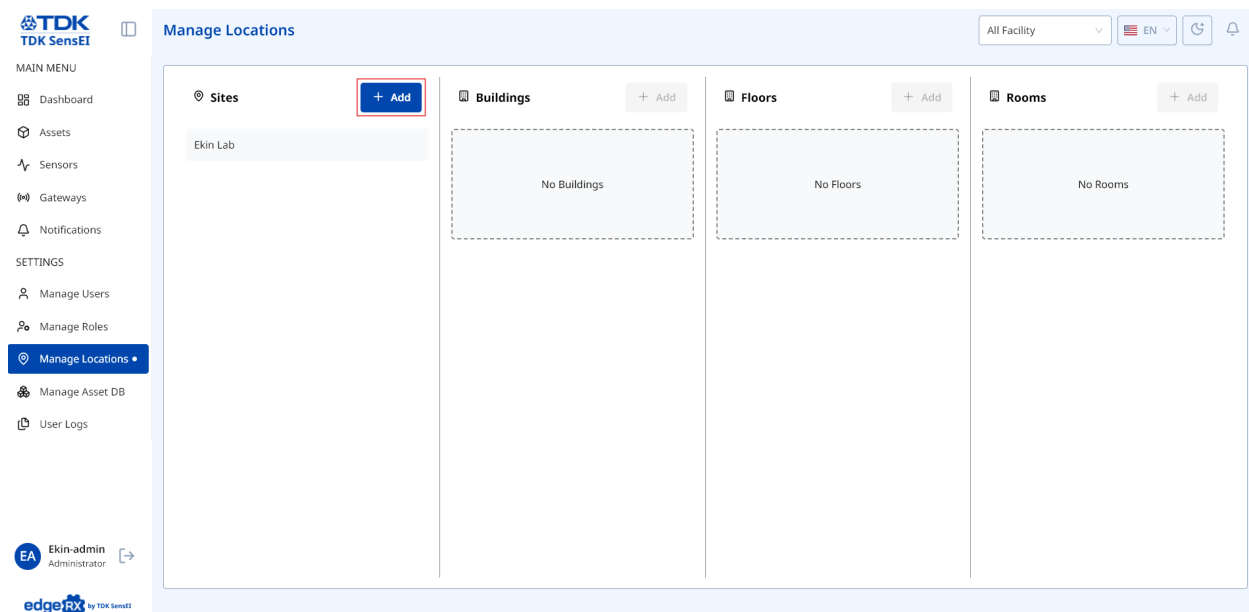 TDK
TDK SensEI
MAIN MENU
Dashboard
Assets
Sensors
Gateways
Notifications
SETTINGS
Manage Users
Manage Roles
Manage Locations
Manage Asset DB
User Logs
EA
Ekin-admin
Administrator
edgeRX by TDK SensEI
Manage Locations
All Facility
EN
Sites
+ Add
Ekin Lab
Buildings
+ Add
No Buildings
Floors
+ Add
No Floors
Rooms
+ Add
No Rooms